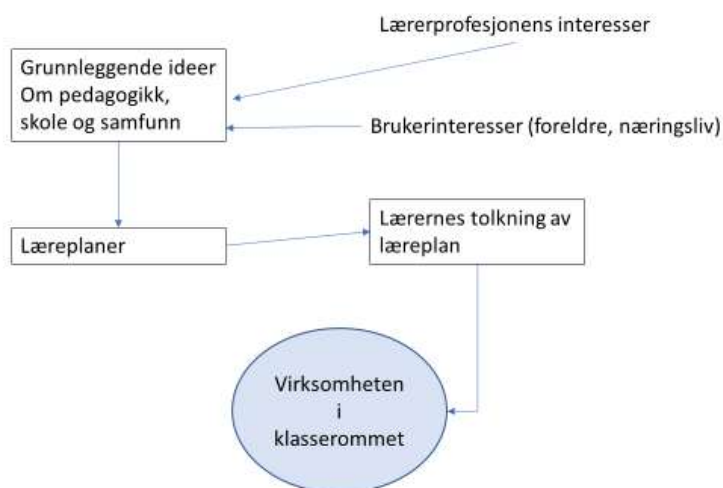 Lærerprofesjonens interesser
Grunnleggende ideer
Om pedagogikk,
skole og samfunn
Brukerinteresser (foreldre, næringsliv)
Læreplaner
Lærernes tolkning av
læreplan
Virksomheten
i
klasserommet